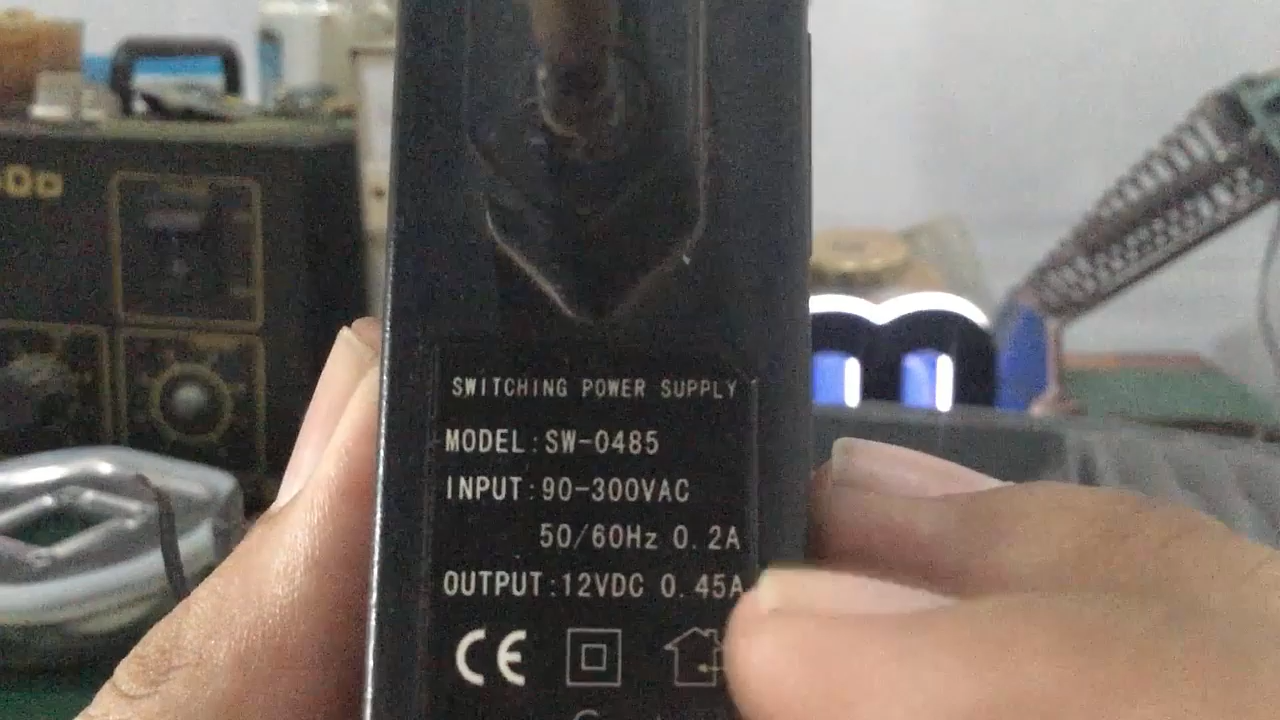 SWITCHING POWER SUPPLY
MODEL:SW-0485
INPUT:90-300VAC
50/60Hz 0.2A
OUTPUT:12VDC 0.45A
CE